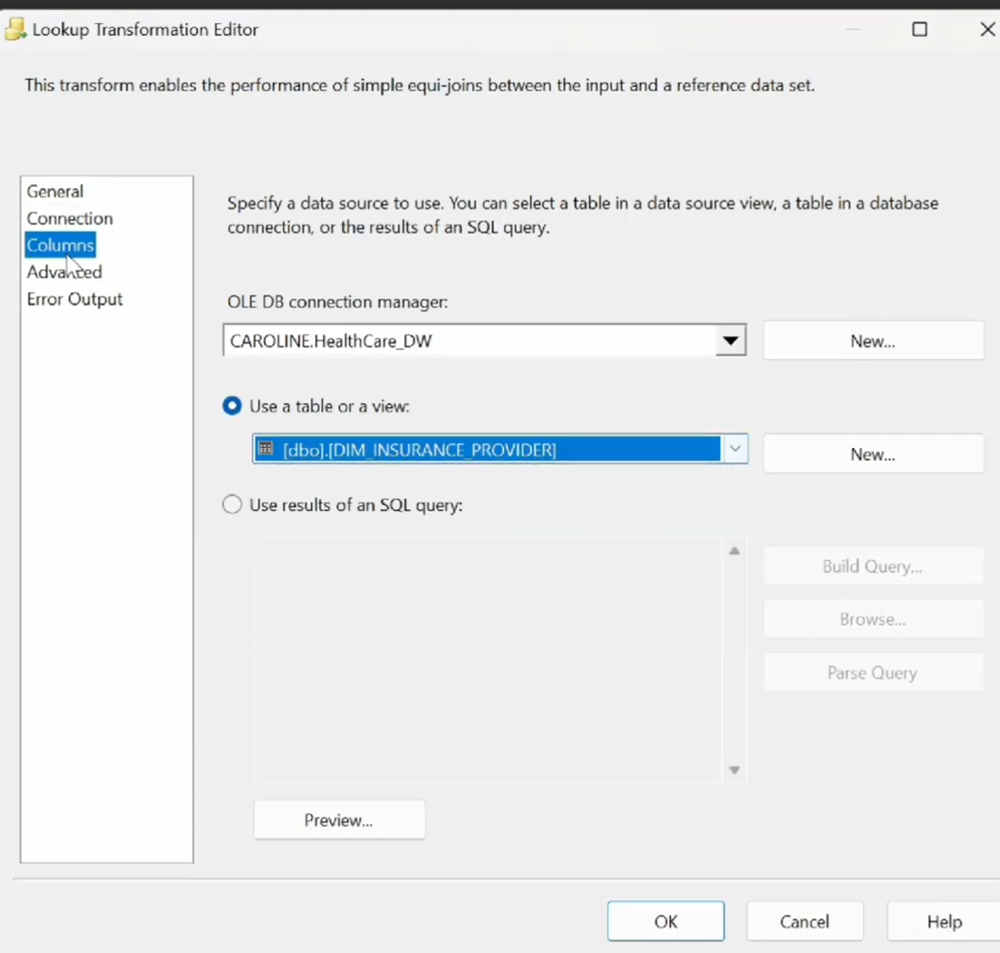 Lookup Transformation Editor
This transform enables the performance of simple equi-joins between the input and a reference data set.
General
Connection
Columns
Advanced
Error Output
Specify a data source to use. You can select a table in a data source view, a table in a database
connection, or the results of an SQL query.
OLE DB connection manager:
CAROLINE.HealthCare_DW
New...
Use a table or a view:
[dbo].[DIM_INSURANCE_PROVIDER]
New...
Use results of an SQL query:
Build Query...
Browse...
Parse Query
Preview...
OK
Cancel
Help